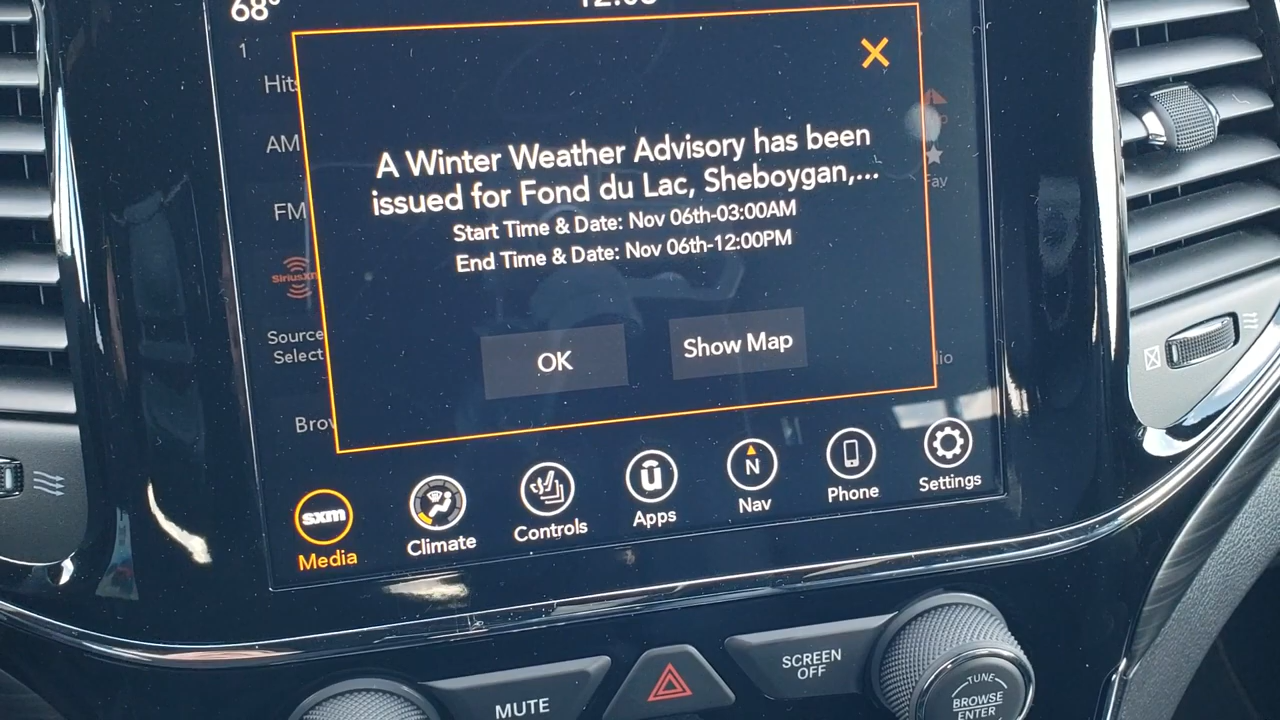 68°
1
Hits
AM
FM
SiriusXM
Source
Select
Brow
A Winter Weather Advisory has been
issued for Fond du Lac, Sheboygan,...
Start Time & Date: Nov 06th-03:00AM
End Time & Date: Nov 06th-12:00PM
OK
Show Map
Fav
sxm
Media
Climate
Controls
Apps
N
Nav
Phone
Settings
MUTE
SCREEN
OFF
TUNE
BROWSE
ENTER